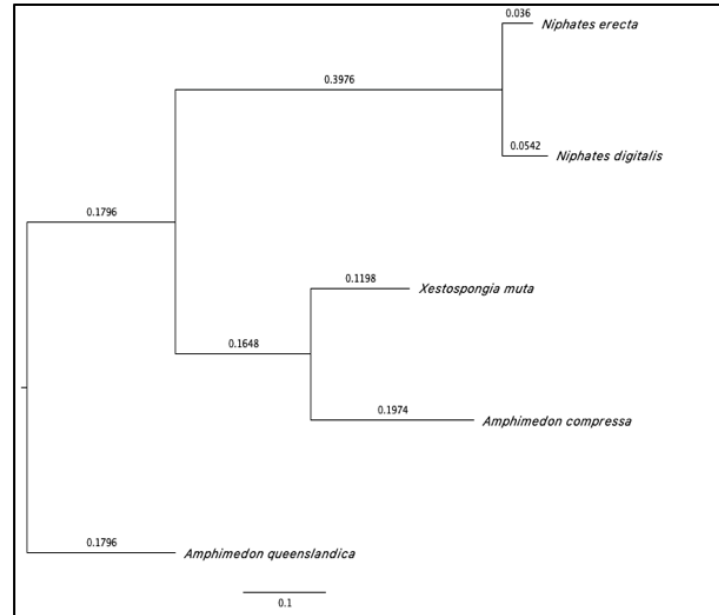 0.036
Niphates erecta
0.3976
0.0542
Niphates digitalis
0.1796
0.1198
Xestospongia muta
0.1648
0.1974
Amphimedon compressa
0.1796
Amphimedon queenslandica
0.1